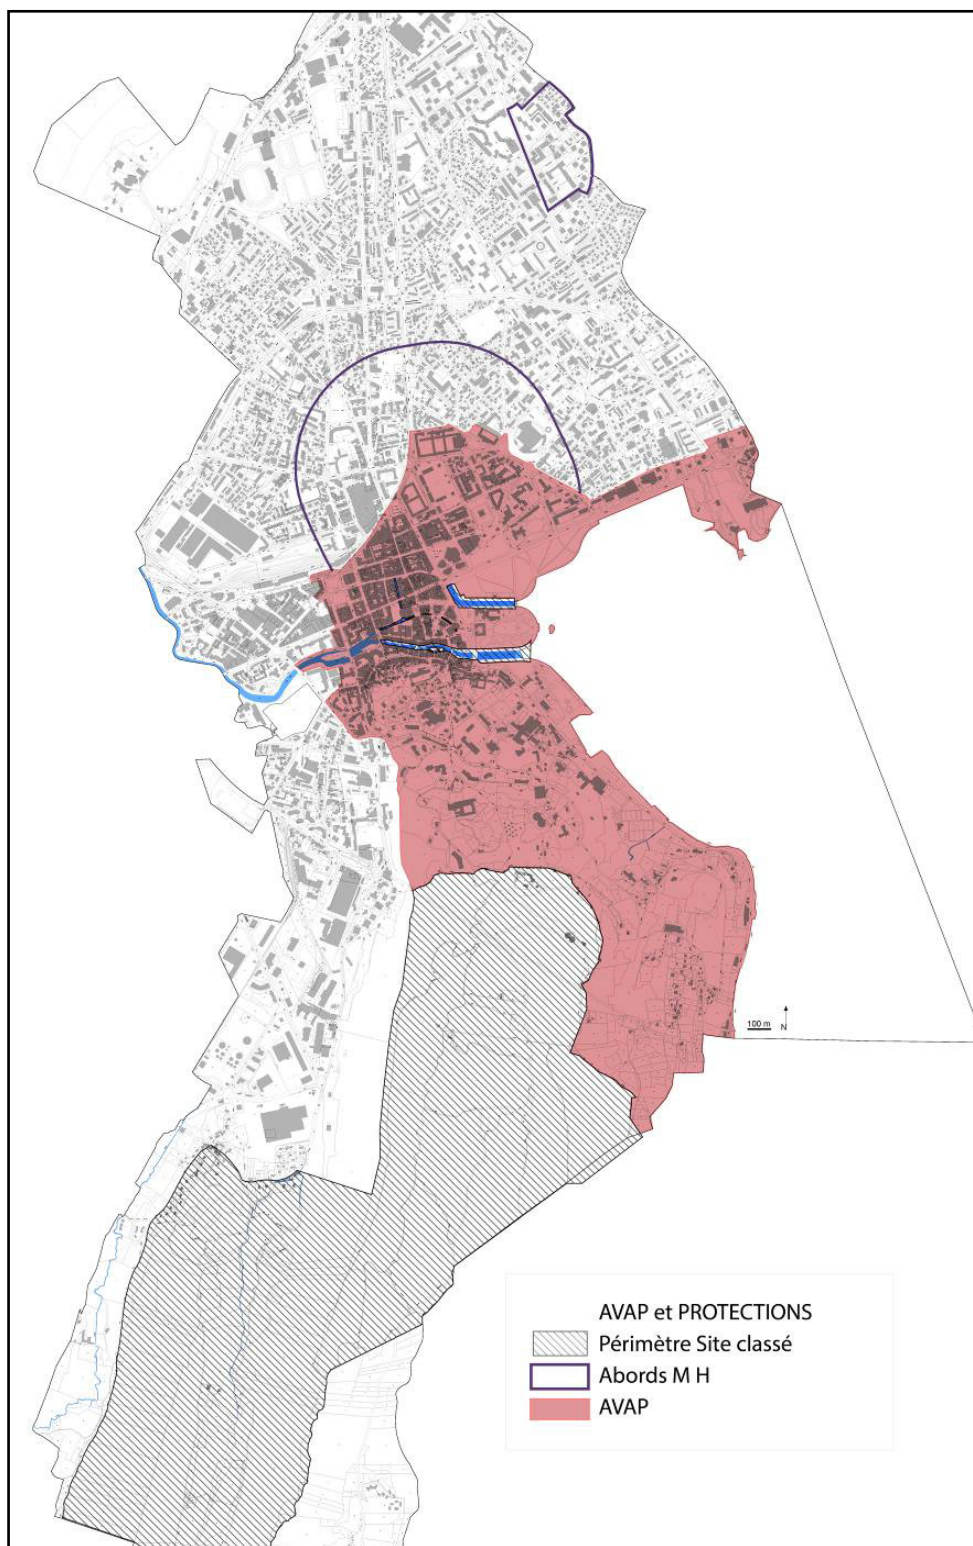 100 m
N
AVAP et PROTECTIONS
Périmètre Site classé
Abords M H
AVAP